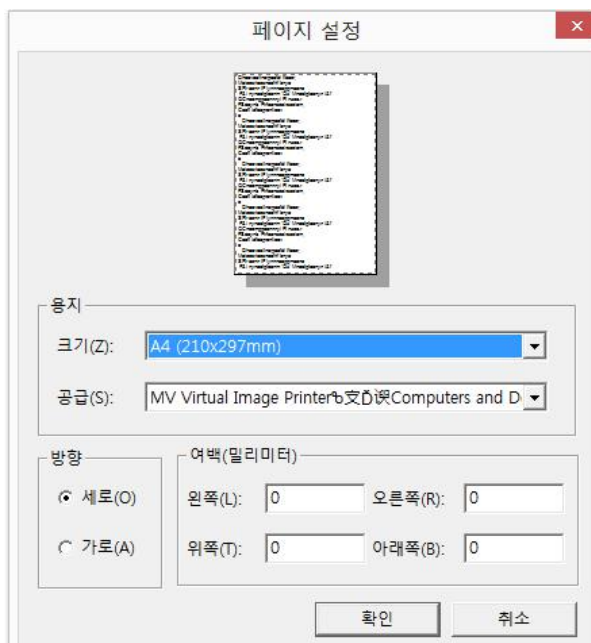 페이지 설정
용지
크기(Z): A4 (210x297mm)
공급(S): MV Virtual Image Printer Computers and D
방향
세로(O)
가로(A)
여백(밀리미터)
왼쪽(L): 0 오른쪽(R): 0
위쪽(T): 0 아래쪽(B): 0
확인 취소